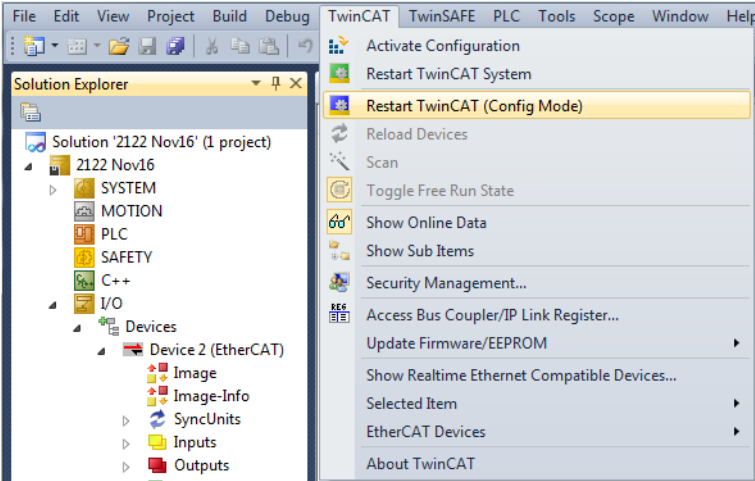 File Edit View Project Build Debug TwinCAT TwinSAFE PLC Tools Scope Window Help
Solution Explorer
Solution '2122 Nov16' (1 project)
2122 Nov16
SYSTEM
MOTION
PLC
SAFETY
C++
I/O
Devices
Device 2 (EtherCAT)
Image
Image-Info
SyncUnits
Inputs
Outputs
Activate Configuration
Restart TwinCAT System
Restart TwinCAT (Config Mode)
Reload Devices
Scan
Toggle Free Run State
Show Online Data
Show Sub Items
Security Management...
REG
Access Bus Coupler/IP Link Register...
Update Firmware/EEPROM
Show Realtime Ethernet Compatible Devices...
Selected Item
EtherCAT Devices
About TwinCAT